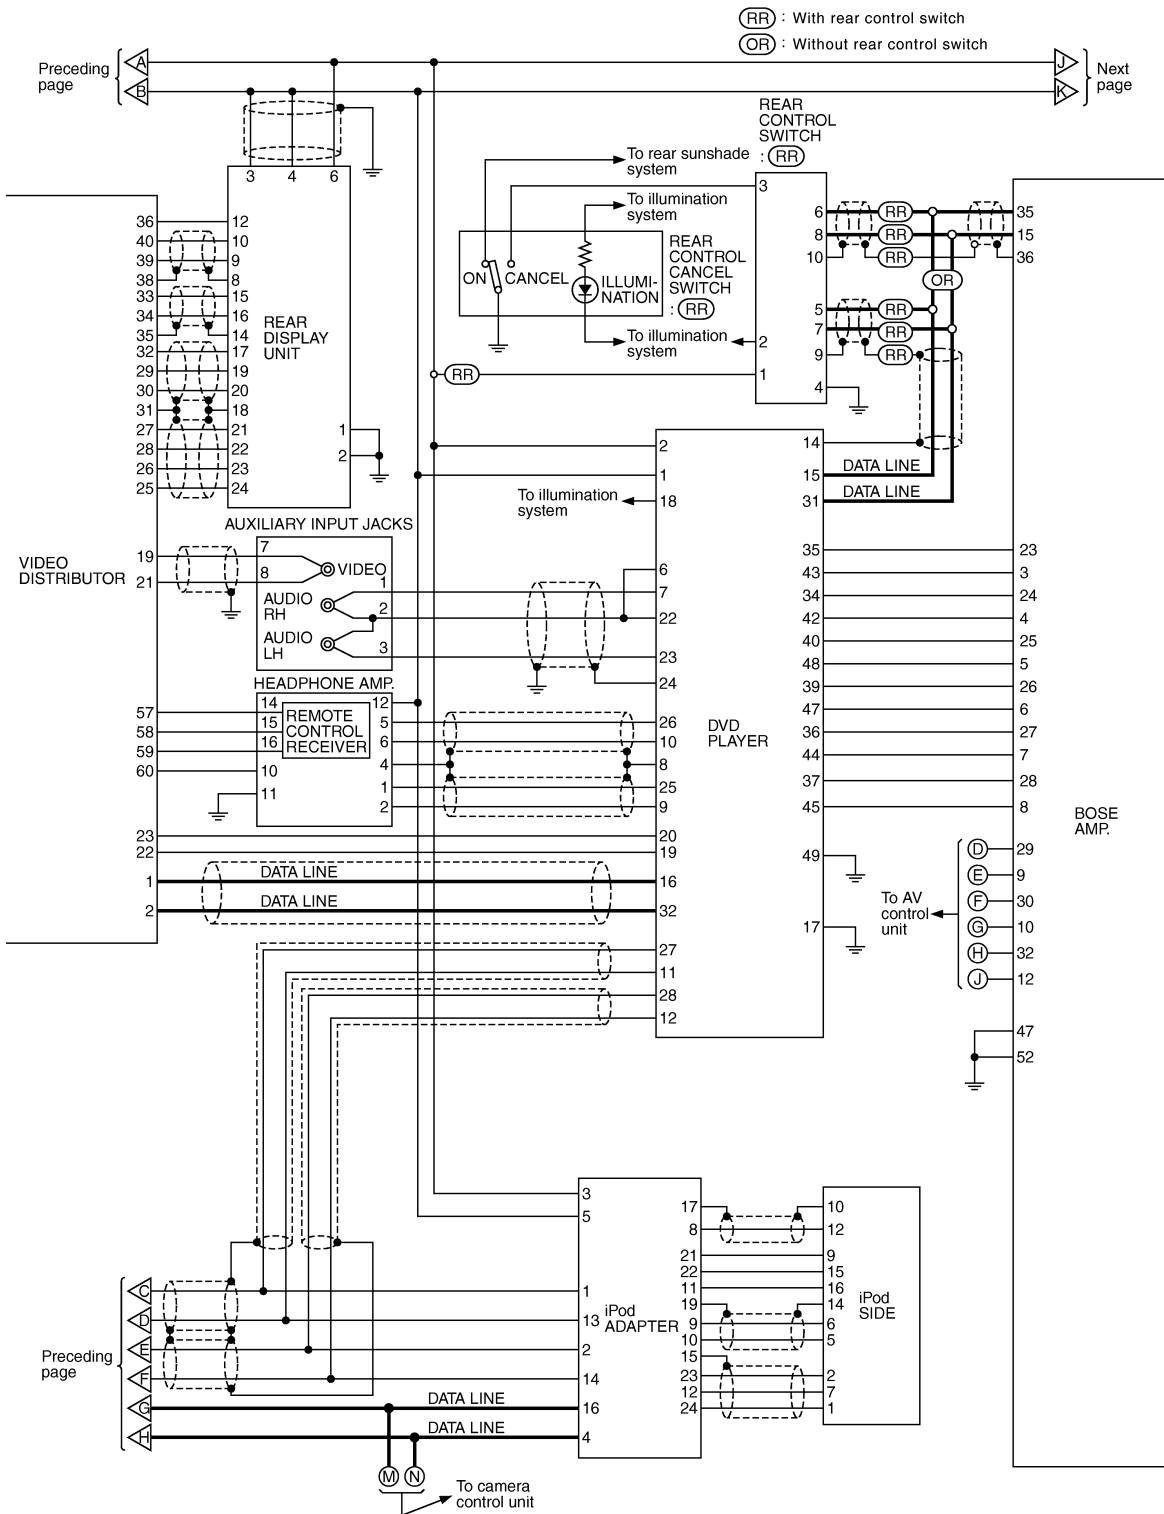 RR : With rear control switch
OR : Without rear control switch
Preceding
page
A
B
J
K
Next
page
REAR
CONTROL
SWITCH
: RR
To rear sunshade
system
To illumination
system
3 4 6
3
6 RR 35
8 RR 15
10 RR 36
OR
5 RR
7 RR
9 RR
2
1
4
ON CANCEL
ILLUMI-
NATION
REAR
CONTROL
CANCEL
SWITCH
: RR
To illumination
system
RR
36 12
40 10
39 9
38 8
33 15
34 16
35 14
32 17
29 19
30 20
31 18
27 21
28 22
26 23
25 24
REAR
DISPLAY
UNIT
1
2
2
1
18
To illumination
system
14
15 DATA LINE
31 DATA LINE
AUXILIARY INPUT JACKS
VIDEO
DISTRIBUTOR
19 7
21 8
VIDEO
1
AUDIO
RH
2
AUDIO
LH
3
6
7
22
23
24
35 23
43 3
34 24
42 4
40 25
48 5
39 26
47 6
36 27
44 7
37 28
45 8
HEADPHONE AMP.
57 14
58 15
59 16
60 10
11
REMOTE
CONTROL
RECEIVER
12
5 26
6 10
4 8
1 25
2 9
DVD
PLAYER
BOSE
AMP.
23 20
22 19
1 DATA LINE 16
2 DATA LINE 32
49
17
27
11
28
12
To AV
control
unit
D 29
E 9
F 30
G 10
H 32
J 12
47
52
3
5
iPod
ADAPTER
iPod
SIDE
17 10
8 12
21 9
22 15
11 16
19 14
9 6
10 5
15
23 2
12 7
24 1
Preceding
page
C 1
D 13
E 2
F 14
G DATA LINE 16
H DATA LINE 4
M N
To camera
control unit